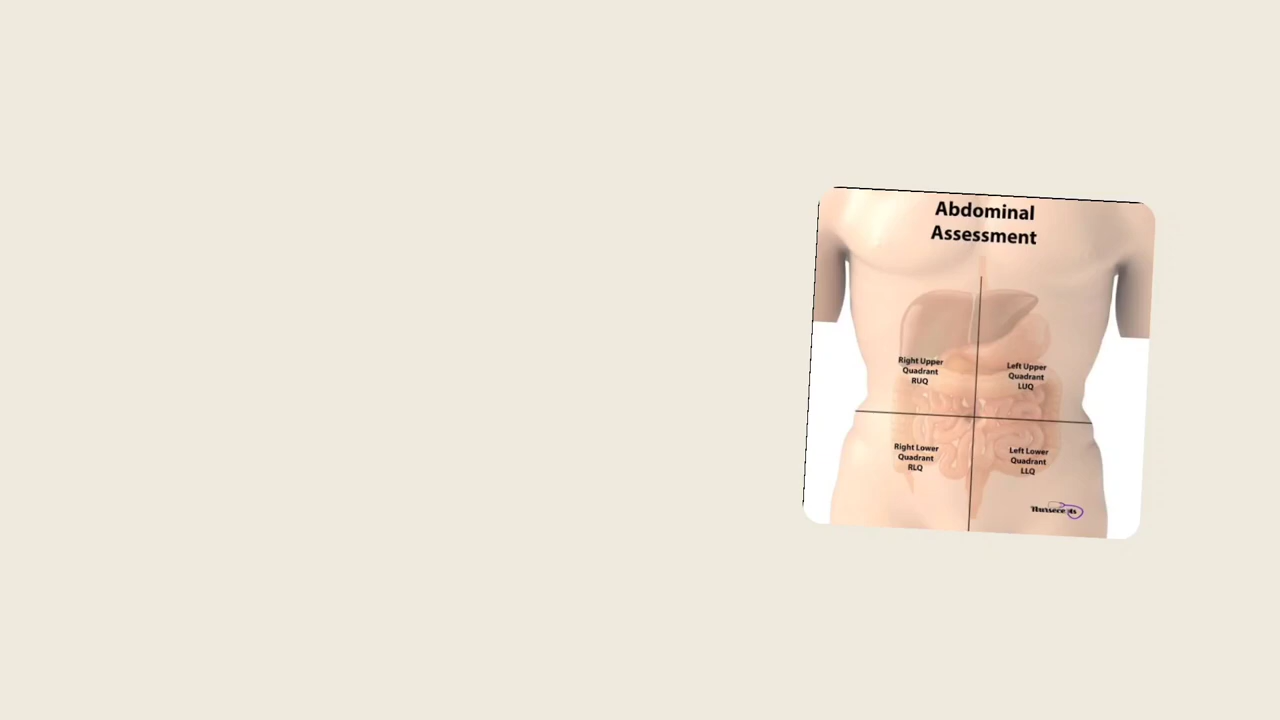 Abdominal
Assessment
Right Upper
Quadrant
RUQ
Left Upper
Quadrant
LUQ
Right Lower
Quadrant
RLQ
Left Lower
Quadrant
LLQ